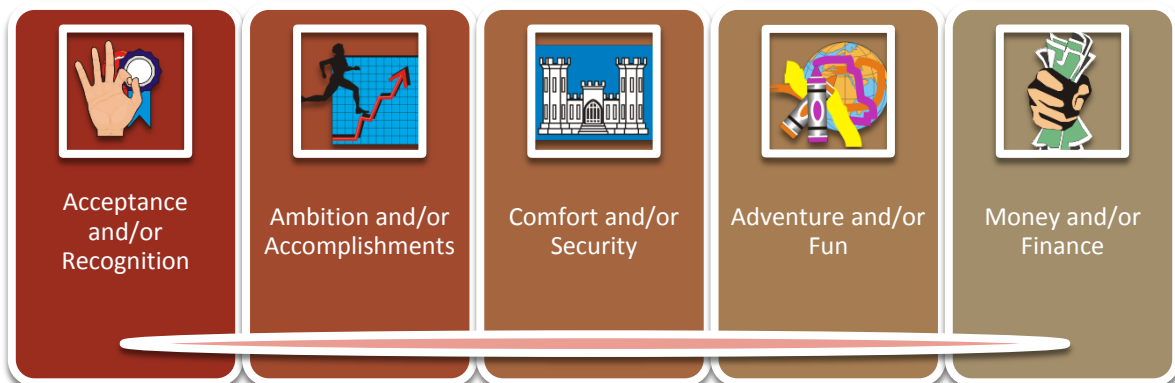 Acceptance
and/or
Recognition
Ambition and/or
Accomplishments
Comfort and/or
Security
Adventure and/or
Fun
Money and/or
Finance